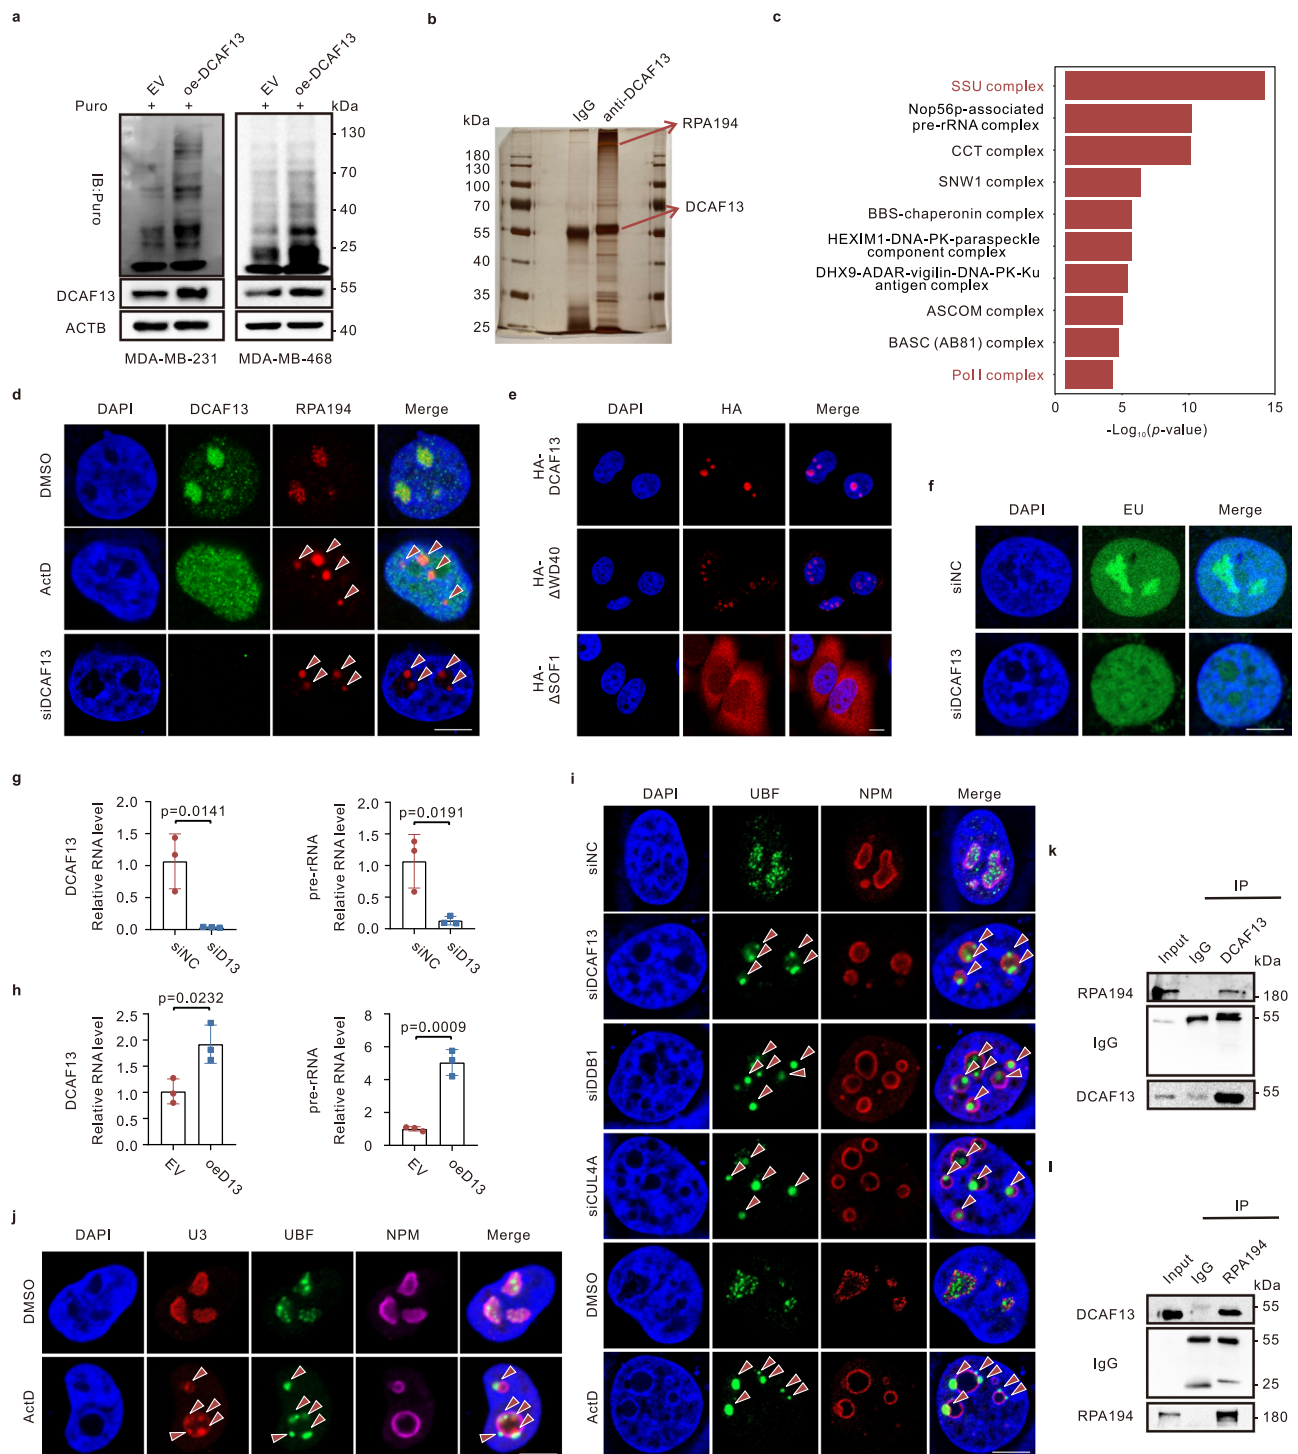 a
EV
oe-DCAF13
EV
oe-DCAF13
Puro
+
+
+
+
kDa
130
70
40
25
IB:Puro
DCAF13
55
ACTB
40
MDA-MB-231
MDA-MB-468
b
IgG
anti-DCAF13
kDa
RPA194
180
130
100
70
DCAF13
55
40
35
25
c
SSU complex
Nop56p-associated
pre-rRNA complex
CCT complex
SNW1 complex
BBS-chaperonin complex
HEXIM1-DNA-PK-paraspeckle
component complex
DHX9-ADAR-vigilin-DNA-PK-Ku
antigen complex
ASCOM complex
BASC (AB81) complex
Pol I complex
0
5
10
15
-Log10(p-value)
d
DAPI
DCAF13
RPA194
Merge
DMSO
ActD
siDCAF13
e
DAPI
HA
Merge
HA-
DCAF13
HA-
ΔWD40
HA-
ΔSOF1
f
DAPI
EU
Merge
siNC
siDCAF13
g
DCAF13
Relative RNA level
2.0
1.5
1.0
0.5
0.0
p=0.0141
siNC
siD13
pre-rRNA
Relative RNA level
2.0
1.5
1.0
0.5
0.0
p=0.0191
siNC
siD13
h
DCAF13
Relative RNA level
2.5
2.0
1.5
1.0
0.5
0.0
p=0.0232
EV
oeD13
pre-rRNA
Relative RNA level
8
6
4
2
0
p=0.0009
EV
oeD13
i
DAPI
UBF
NPM
Merge
siNC
siDCAF13
siDDB1
siCUL4A
DMSO
ActD
j
DAPI
U3
UBF
NPM
Merge
DMSO
ActD
k
IP
Input
IgG
DCAF13
kDa
RPA194
180
55
IgG
DCAF13
55
l
IP
Input
IgG
RPA194
kDa
DCAF13
55
55
IgG
25
RPA194
180